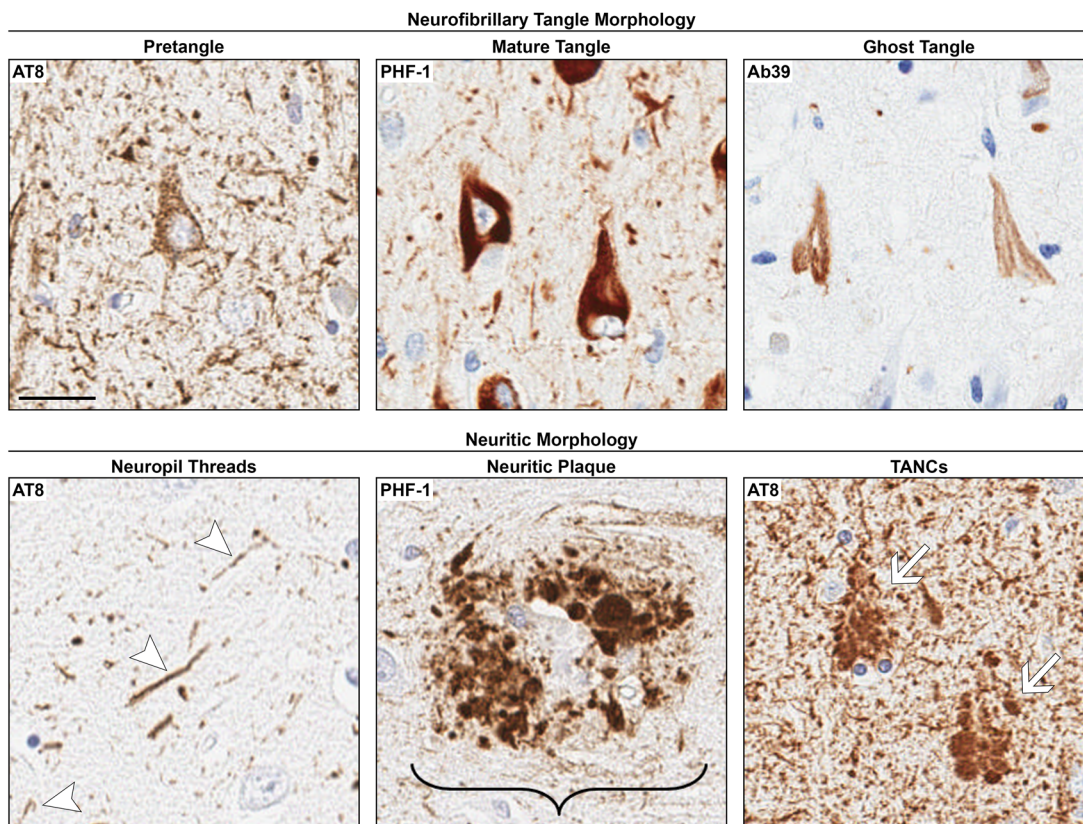 Neurofibrillary Tangle Morphology
Pretangle
Mature Tangle
Ghost Tangle
AT8
PHF-1
Ab39
Neuritic Morphology
Neuropil Threads
Neuritic Plaque
TANCs
AT8
PHF-1
AT8